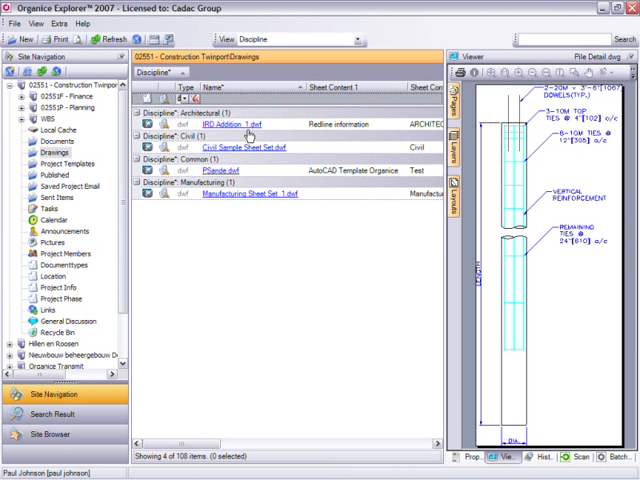 Organice Explorer™ 2007 - Licensed to: Cadac Group
File View Extra Help
New Print Refresh View Discipline Search
Site Navigation
02551 - Construction Twinport
02551F - Finance
02551P - Planning
WBS
Local Cache
Documents
Drawings
Project Templates
Published
Saved Project Email
Sent Items
Tasks
Calendar
Announcements
Pictures
Project Members
Documenttypes
Location
Project Info
Project Phase
Links
General Discussion
Recycle Bin
Hillen en Roosen
Nieuwbouw beheergebouw D
Organice Transmit
Site Navigation
Search Result
Site Browser
02551 - Construction Twinport\Drawings
Discipline*
Type Name* Sheet Content 1 Sheet Con
d
Discipline*: Architectural (1)
dwf IRD Addition_1.dwf Redline information ARCHITEC
Discipline*: Civil (1)
dwf Civil Sample Sheet Set.dwf Civil
Discipline*: Common (1)
dwf PSande.dwf AutoCAD Template Organice Test
Discipline*: Manufacturing (1)
dwf Manufacturing Sheet Set_1.dwf Manufactur
Showing 4 of 108 items. (0 selected)
Viewer Pile Detail.dwg
Pages
Layers
Layouts
2-20M x 3'-6"[1067]
DOWELS(TYP.)
3-10M TOP
TIES @ 4"[102] o/c
8-10M TIES @
12"[305] o/c
VERTICAL
REINFORCEMENT
REMAINING
TIES @
24"[610] o/c
LENGTH
DIA.
Prop.. Vie... Hist.. Scan Batch..
Paul Johnson [paul johnson]